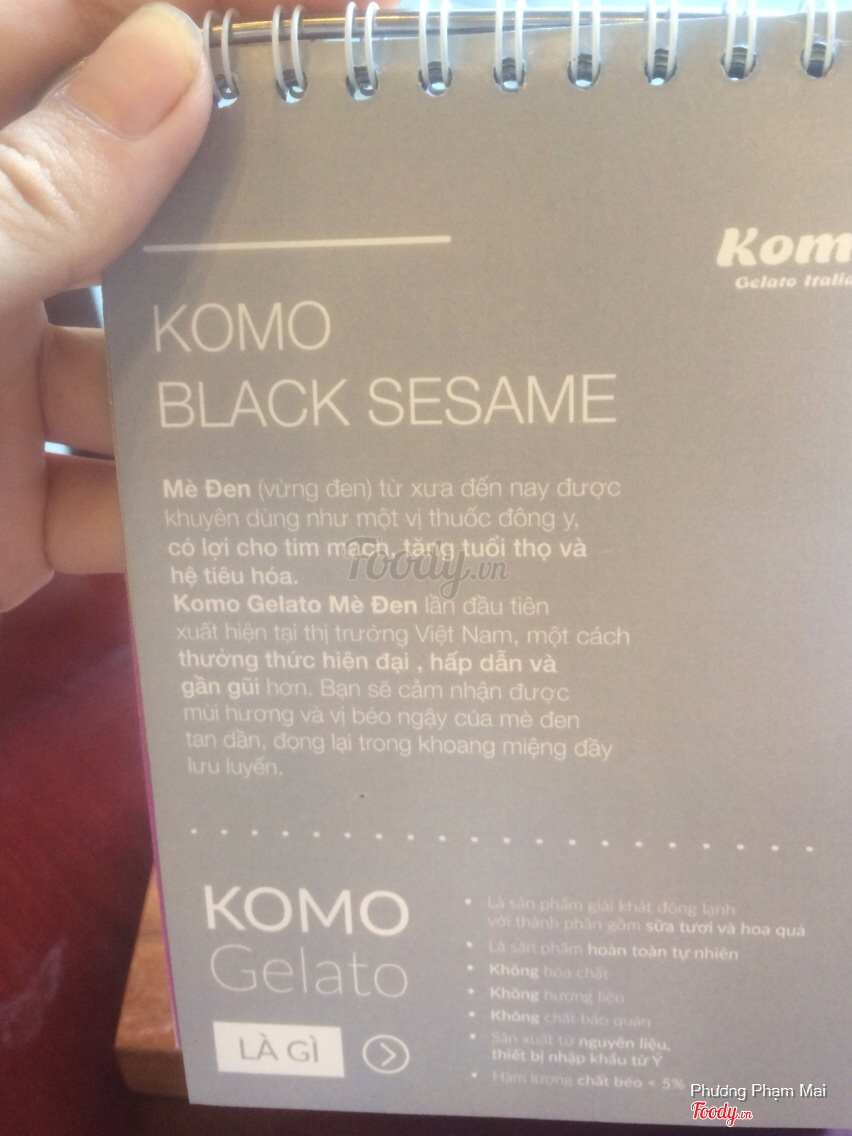 Kom
Gelato Italia
KOMO
BLACK SESAME
Mè Đen (vừng đen) từ xưa đến nay được
khuyên dùng như một vị thuốc đông y,
có lợi cho tim mạch, tăng tuổi thọ và
hệ tiêu hóa.
Foody.vn
Komo Gelato Mè Đen lần đầu tiên
xuất hiện tại thị trường Việt Nam, một cách
thưởng thức hiện đại , hấp dẫn và
gần gũi hơn. Bạn sẽ cảm nhận được
mùi hương và vị béo ngậy của mè đen
tan dần, đọng lại trong khoang miệng đầy
lưu luyến.
KOMO
Gelato
LÀ GÌ
• Là sản phẩm giải khát đông lạnh
với thành phần gồm sữa tươi và hoa quả
• Là sản phẩm hoàn toàn tự nhiên
• Không hóa chất
• Không hương liệu
• Không chất bảo quản
• Sản xuất từ nguyên liệu,
thiết bị nhập khẩu từ Ý
• Hàm lượng chất béo < 5%
Phương Phạm Mai
Foody.vn